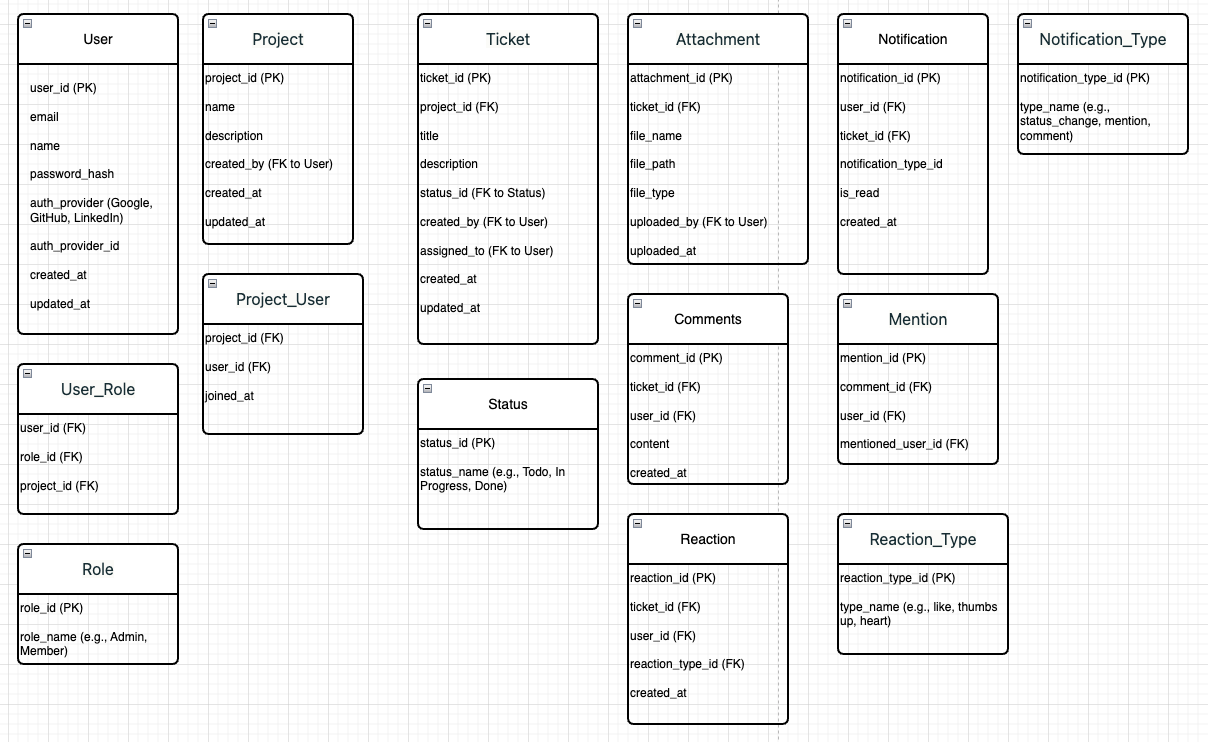 User
user_id (PK)
email
name
password_hash
auth_provider (Google,
GitHub, LinkedIn)
auth_provider_id
created_at
updated_at
User_Role
user_id (FK)
role_id (FK)
project_id (FK)
Role
role_id (PK)
role_name (e.g., Admin,
Member)
Project
project_id (PK)
name
description
created_by (FK to User)
created_at
updated_at
Project_User
project_id (FK)
user_id (FK)
joined_at
Ticket
ticket_id (PK)
project_id (FK)
title
description
status_id (FK to Status)
created_by (FK to User)
assigned_to (FK to User)
created_at
updated_at
Status
status_id (PK)
status_name (e.g., Todo, In
Progress, Done)
Attachment
attachment_id (PK)
ticket_id (FK)
file_name
file_path
file_type
uploaded_by (FK to User)
uploaded_at
Comments
comment_id (PK)
ticket_id (FK)
user_id (FK)
content
created_at
Reaction
reaction_id (PK)
ticket_id (FK)
user_id (FK)
reaction_type_id (FK)
created_at
Notification
notification_id (PK)
user_id (FK)
ticket_id (FK)
notification_type_id
is_read
created_at
Mention
mention_id (PK)
comment_id (FK)
user_id (FK)
mentioned_user_id (FK)
Reaction_Type
reaction_type_id (PK)
type_name (e.g., like, thumbs
up, heart)
Notification_Type
notification_type_id (PK)
type_name (e.g.,
status_change, mention,
comment)